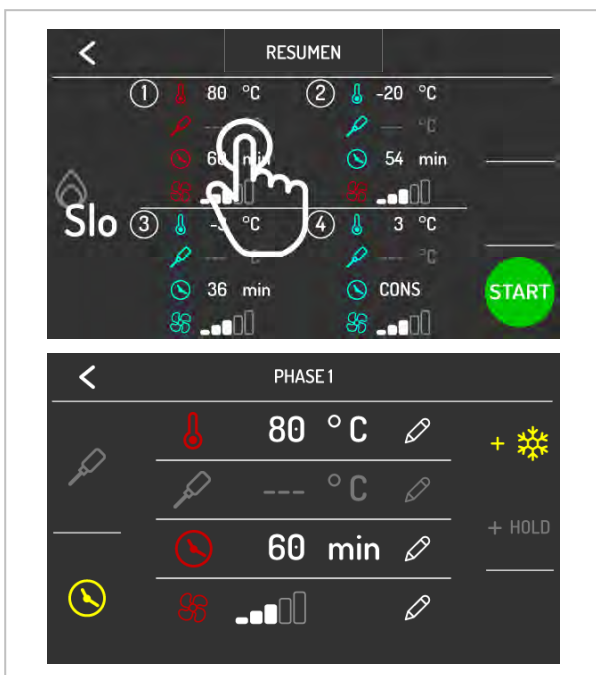 RESUMEN
1 80 °C 2 -20 °C
--- °C --- °C
60 min 54 min
Slo
3 -3 °C 4 3 °C
--- °C --- °C
36 min CONS
START
PHASE 1
80 °C
+
--- °C
+ HOLD
60 min